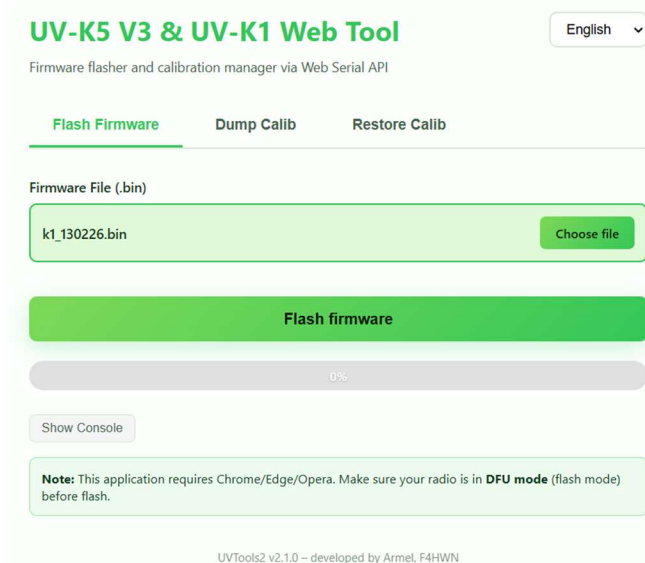 UV-K5 V3 & UV-K1 Web Tool
English
Firmware flasher and calibration manager via Web Serial API
Flash Firmware
Dump Calib
Restore Calib
Firmware File (.bin)
k1_130226.bin
Choose file
Flash firmware
0%
Show Console
Note: This application requires Chrome/Edge/Opera. Make sure your radio is in DFU mode (flash mode)
before flash.
UVTools2 v2.1.0 – developed by Armel, F4HWN